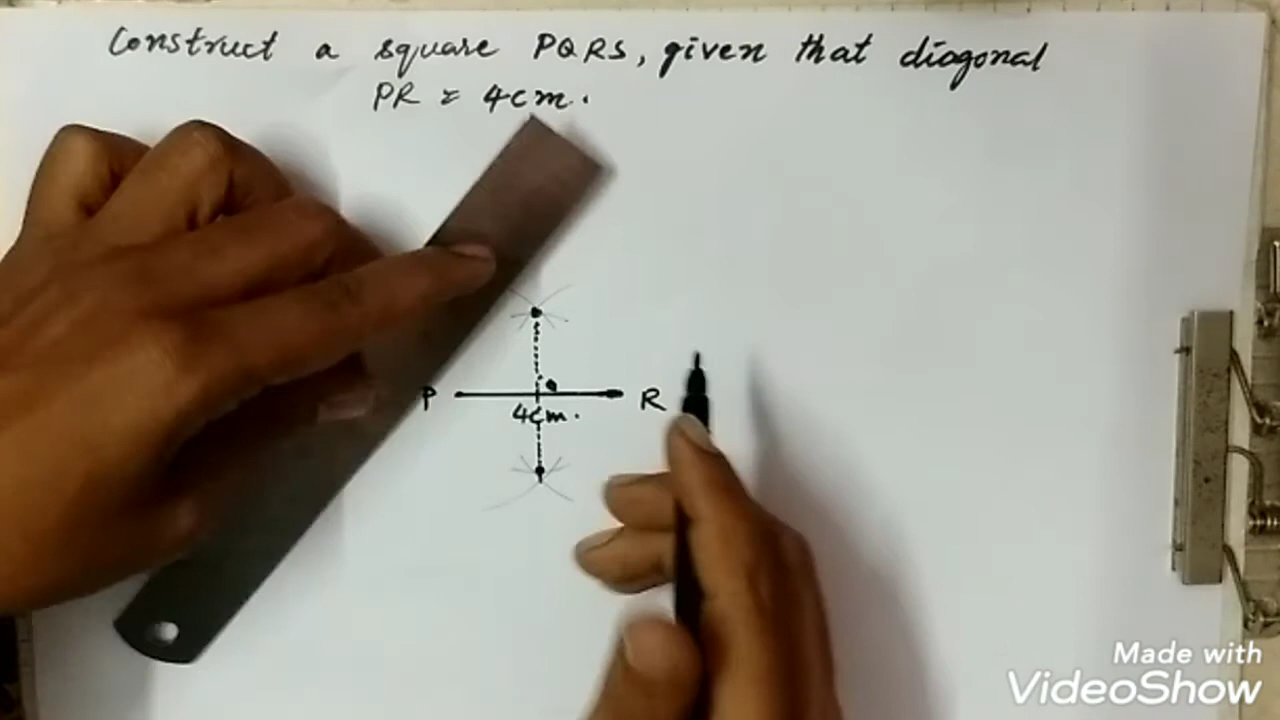 Construct a square PQRS, given that diagonal
PR = 4cm.
P
R
4cm.
Made with
VideoShow